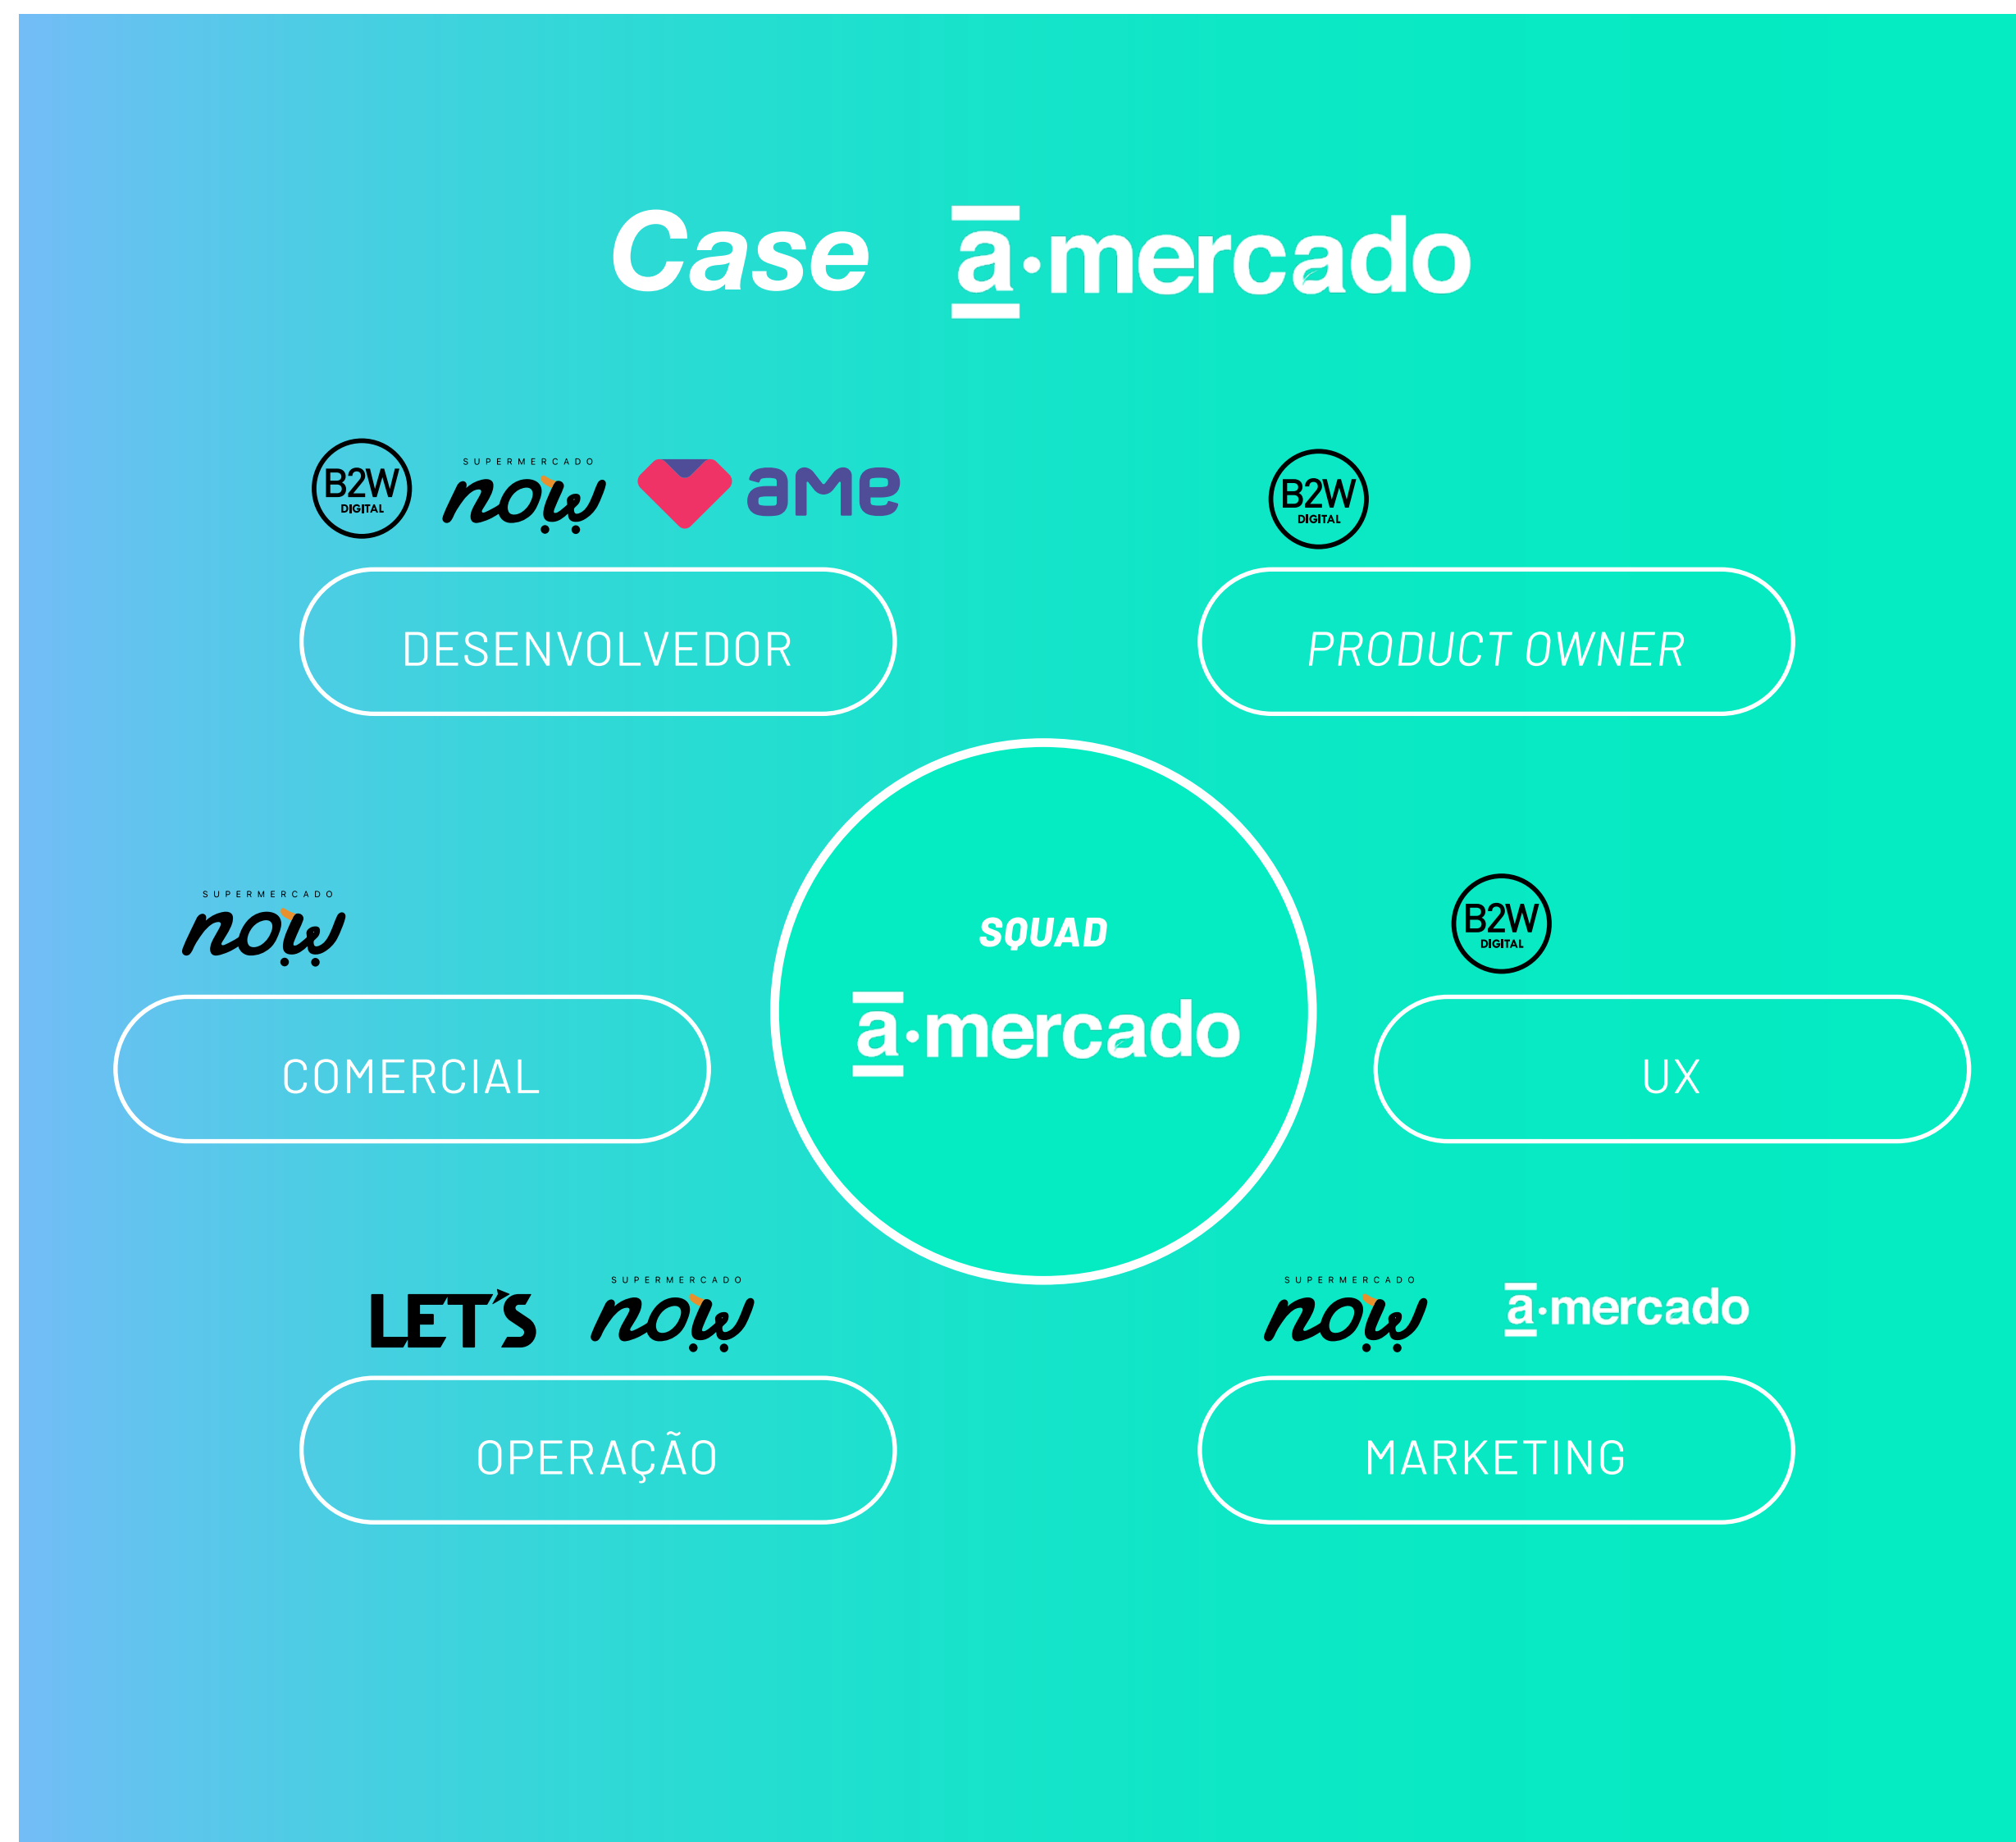 Case a•mercado
B2W
DIGITAL
SUPERMERCADO
now
ame
B2W
DIGITAL
DESENVOLVEDOR
PRODUCT OWNER
SUPERMERCADO
now
B2W
DIGITAL
SQUAD
a•mercado
COMERCIAL
UX
LET'S
SUPERMERCADO
now
SUPERMERCADO
now
a•mercado
OPERAÇÃO
MARKETING